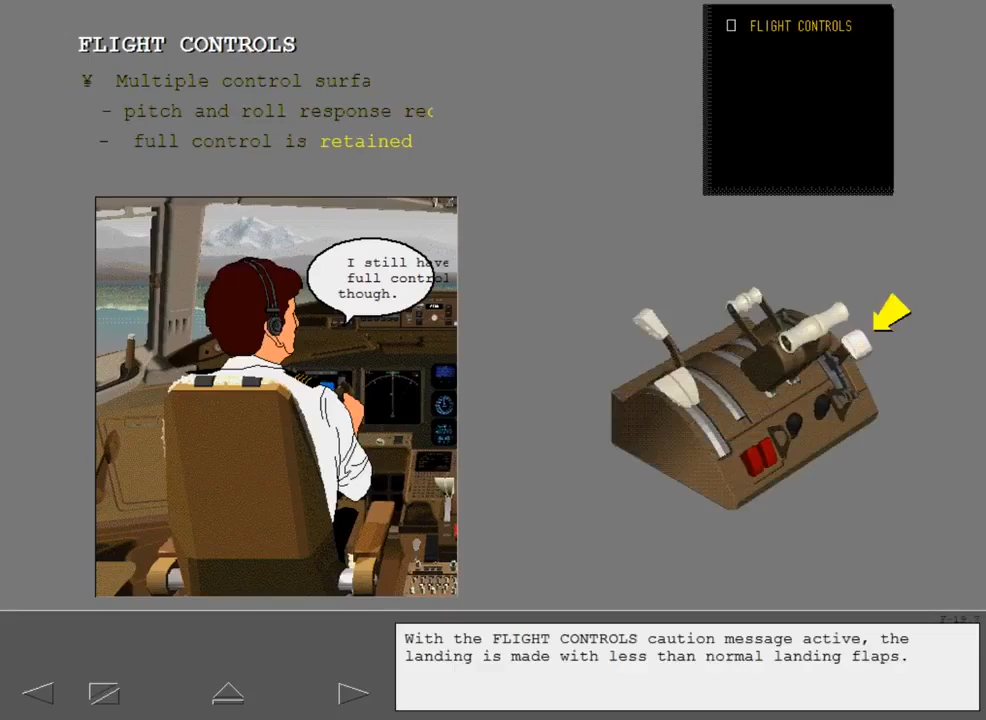 FLIGHT CONTROLS
¥ Multiple control surfa
- pitch and roll response rec
- full control is retained
□ FLIGHT CONTROLS
I still have
full control
though.
With the FLIGHT CONTROLS caution message active, the
landing is made with less than normal landing flaps.